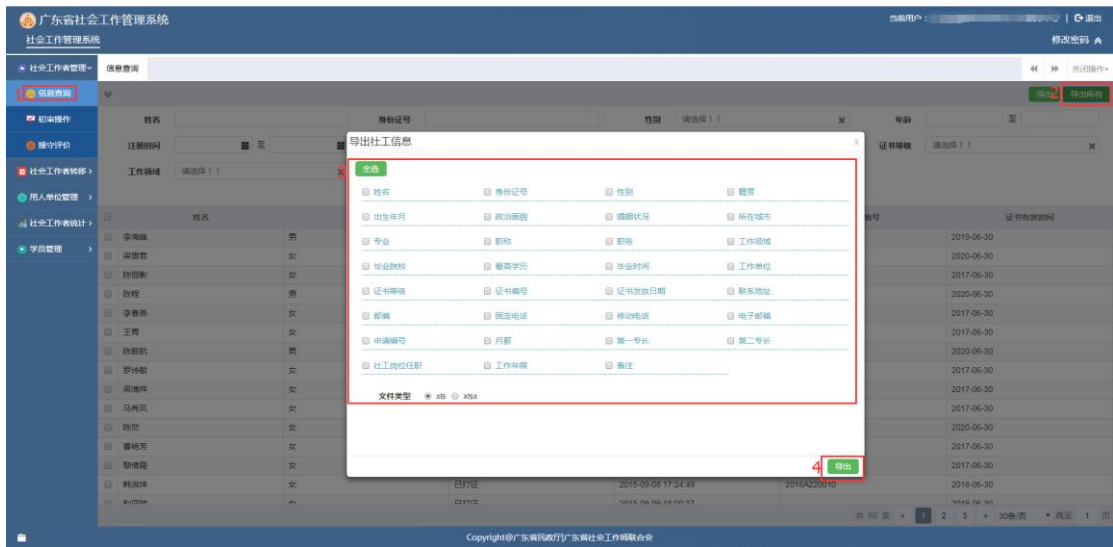 广东省社会工作管理系统
当前用户：
退出
社会工作管理系统
修改密码
社会工作者管理
信息查询
关闭操作
1 信息查询
导出 2 导出所有
初审操作
姓名 身份证号 性别 请选择！！ 年龄 至
操守评价
注册时间 至
导出社工信息
证书等级 请选择！！
社会工作者转移
工作领域 请选择！！
全选
姓名 身份证号 性别 籍贯
用人单位管理
出生年月 政治面貌 婚姻状况 所在城市
社会工作者统计
姓名
编号 证书有效时间
学员管理
专业 职称 职务 工作领域
毕业院校 最高学历 毕业时间 工作单位
证书等级 证书编号 证书发放日期 联系地址
邮编 固定电话 移动电话 电子邮箱
申请编号 月薪 第一专长 第二专长
社工岗位任职 工作年限 备注
文件类型 xls xlsx
4 导出
李海峰 男 2019-06-30
女 2020-06-30
女 2017-06-30
陈程 男 2020-06-30
李春燕 女 2017-06-30
王青 女 2017-06-30
男 2020-06-30
罗诗敏 女 2017-06-30
梁清婵 女 2017-06-30
马秀凤 女 2017-06-30
陈然 女 2020-06-30
女 2017-06-30
黎倩薇 女 2017-06-30
女 已打证 2015-09-08 17:24:49 2016A220010 2018-06-30
共 65 条 < 1 2 3 > 30条/页 跳至 1 页
Copyright@广东省民政厅|广东省社会工作师联合会